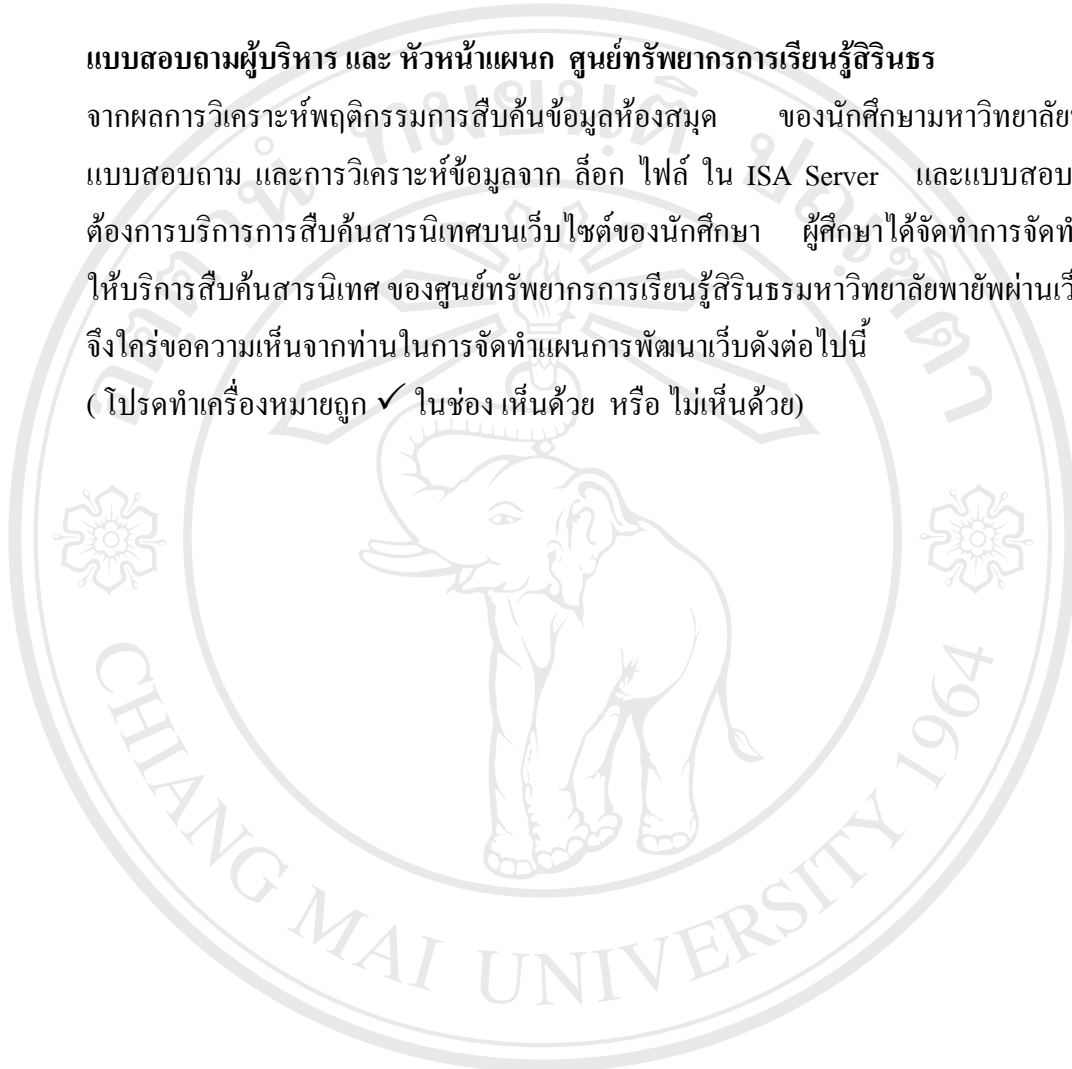 แบบสอบถามผู้บริหาร และ หัวหน้าแผนก ศูนย์ทรัพยากรการเรียนรู้สิรินธร
จากผลการวิเคราะห์พฤติกรรมการสืบค้นข้อมูลห้องสมุด ของนักศึกษามหาวิทยาลัย
แบบสอบถาม และการวิเคราะห์ข้อมูลจาก ล็อก ไฟล์ ใน ISA Server และแบบสอบ
ต้องการบริการการสืบค้นสารนิเทศบนเว็บไซต์ของนักศึกษา ผู้ศึกษาได้จัดทำการจัดทำ
ให้บริการสืบค้นสารนิเทศ ของศูนย์ทรัพยากรการเรียนรู้สิรินธรมหาวิทยาลัยพายัพผ่านเว็
จึงใคร่ขอความเห็นจากท่านในการจัดทำแผนการพัฒนาเว็บดังต่อไปนี้
( โปรดทำเครื่องหมายถูก ✓ ในช่อง เห็นด้วย หรือ ไม่เห็นด้วย)
อตฺตานํ ทมยนฺติ ปณฺฑิตา
CHIANG MAI UNIVERSITY 1964